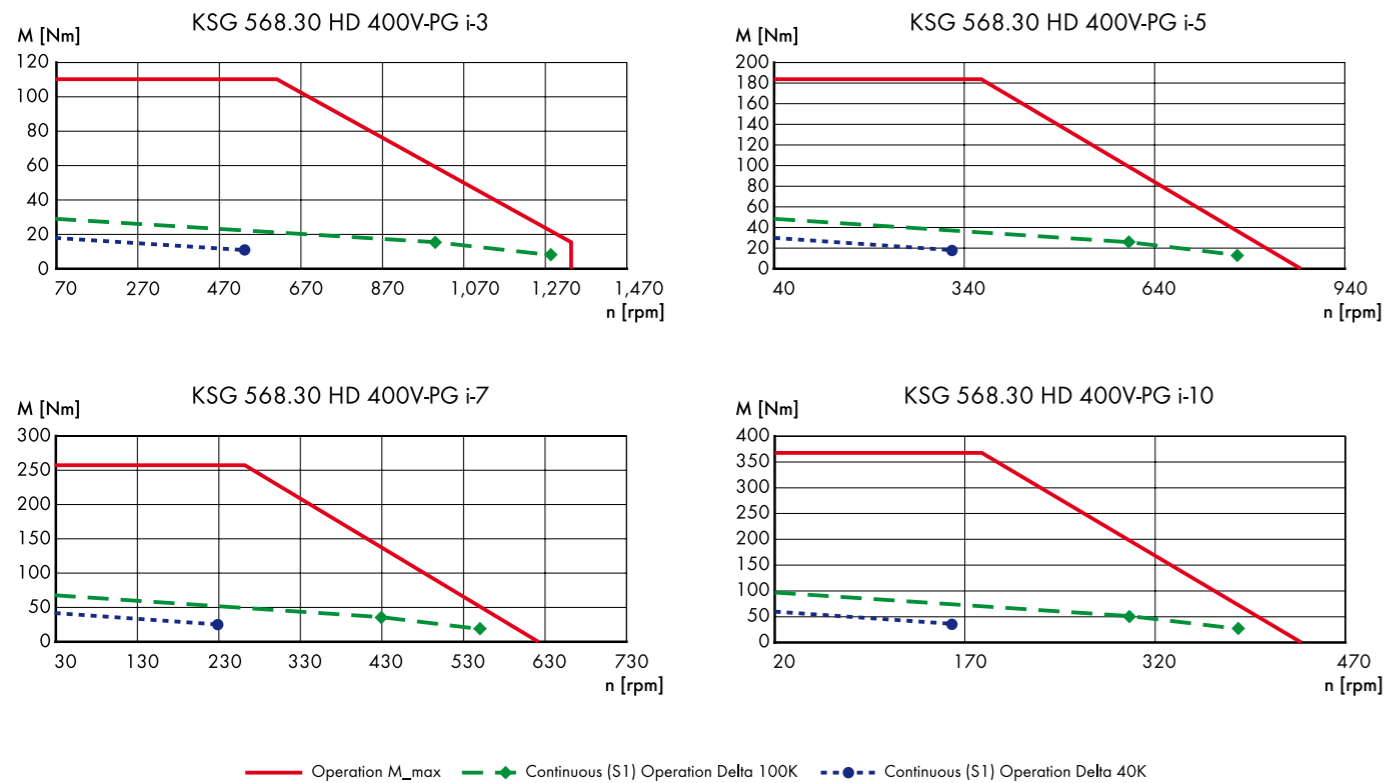 KSG 568.30 HD 400V-PG i-3
M [Nm]
120
100
80
60
40
20
0
70 270 470 670 870 1,070 1,270 1,470
n [rpm]
KSG 568.30 HD 400V-PG i-5
M [Nm]
200
180
160
140
120
100
80
60
40
20
0
40 340 640 940
n [rpm]
KSG 568.30 HD 400V-PG i-7
M [Nm]
300
250
200
150
100
50
0
30 130 230 330 430 530 630 730
n [rpm]
KSG 568.30 HD 400V-PG i-10
M [Nm]
400
350
300
250
200
150
100
50
0
20 170 320 470
n [rpm]
Operation M_max Continuous (S1) Operation Delta 100K Continuous (S1) Operation Delta 40K